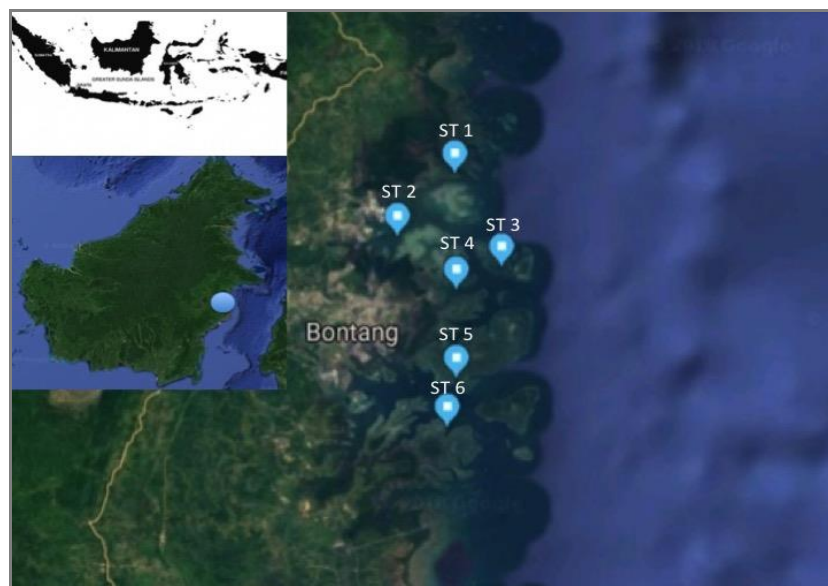 KALIMANTAN
GREATER SUNDA ISLANDS
ST 1
ST 2
ST 3
ST 4
Bontang
ST 5
ST 6